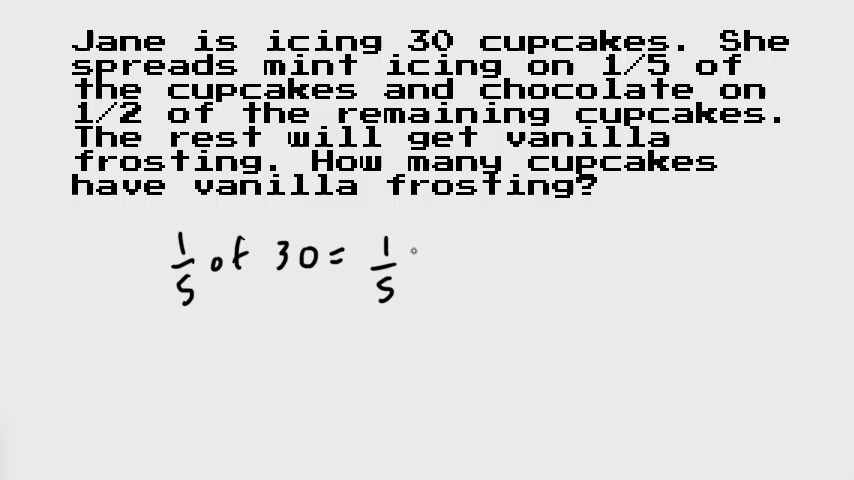 Jane is icing 30 cupcakes. She
spreads mint icing on 1/5 of
the cupcakes and chocolate on
1/2 of the remaining cupcakes.
The rest will get vanilla
frosting. How many cupcakes
have vanilla frosting?
1/5 of 30 = 1/5